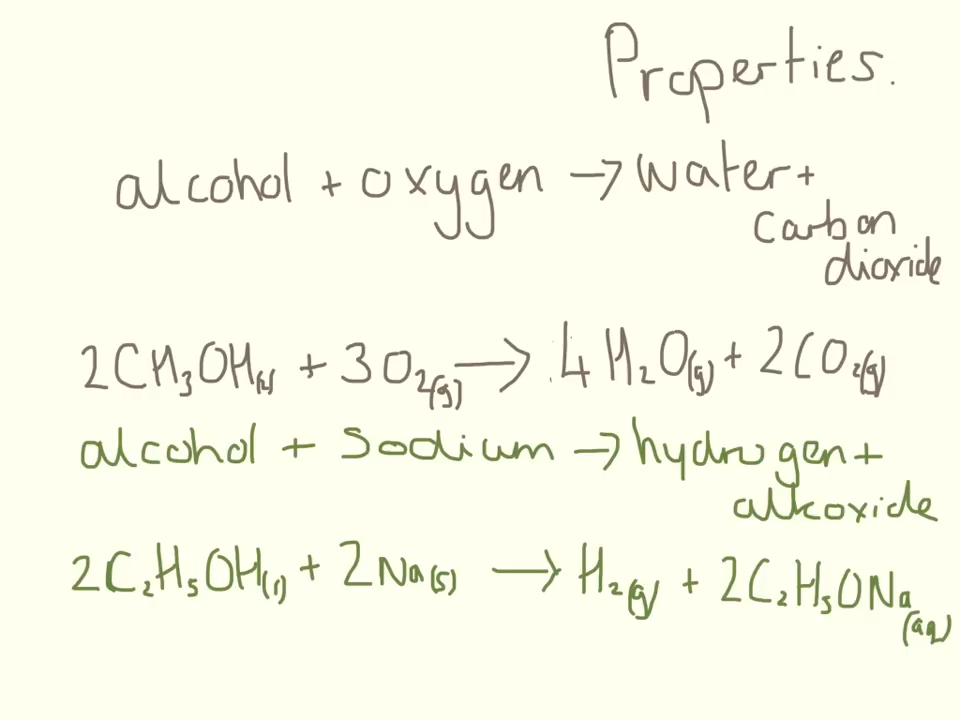 Properties.
alcohol + oxygen → water +
carbon
dioxide
2CH₃OH(l) + 3O₂(g) → 4H₂O(g) + 2CO₂(g)
alcohol + sodium → hydrogen +
alkoxide
2C₂H₅OH(l) + 2Na(s) → H₂(g) + 2C₂H₅ONa
(aq)